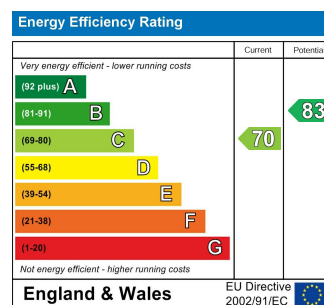 Energy Efficiency Rating
Current Potentia
Very energy efficient - lower running costs
(92 plus) A
(81-91) B
83
(69-80) C
70
(55-68) D
(39-54) E
(21-38) F
(1-20) G
Not energy efficient - higher running costs
England & Wales
EU Directive
2002/91/EC